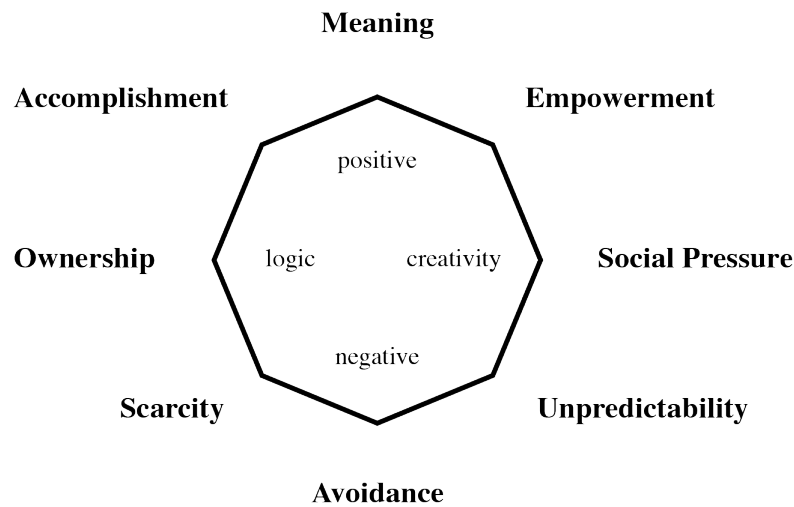 Meaning
Accomplishment
Empowerment
positive
Ownership
logic
creativity
Social Pressure
negative
Scarcity
Unpredictability
Avoidance